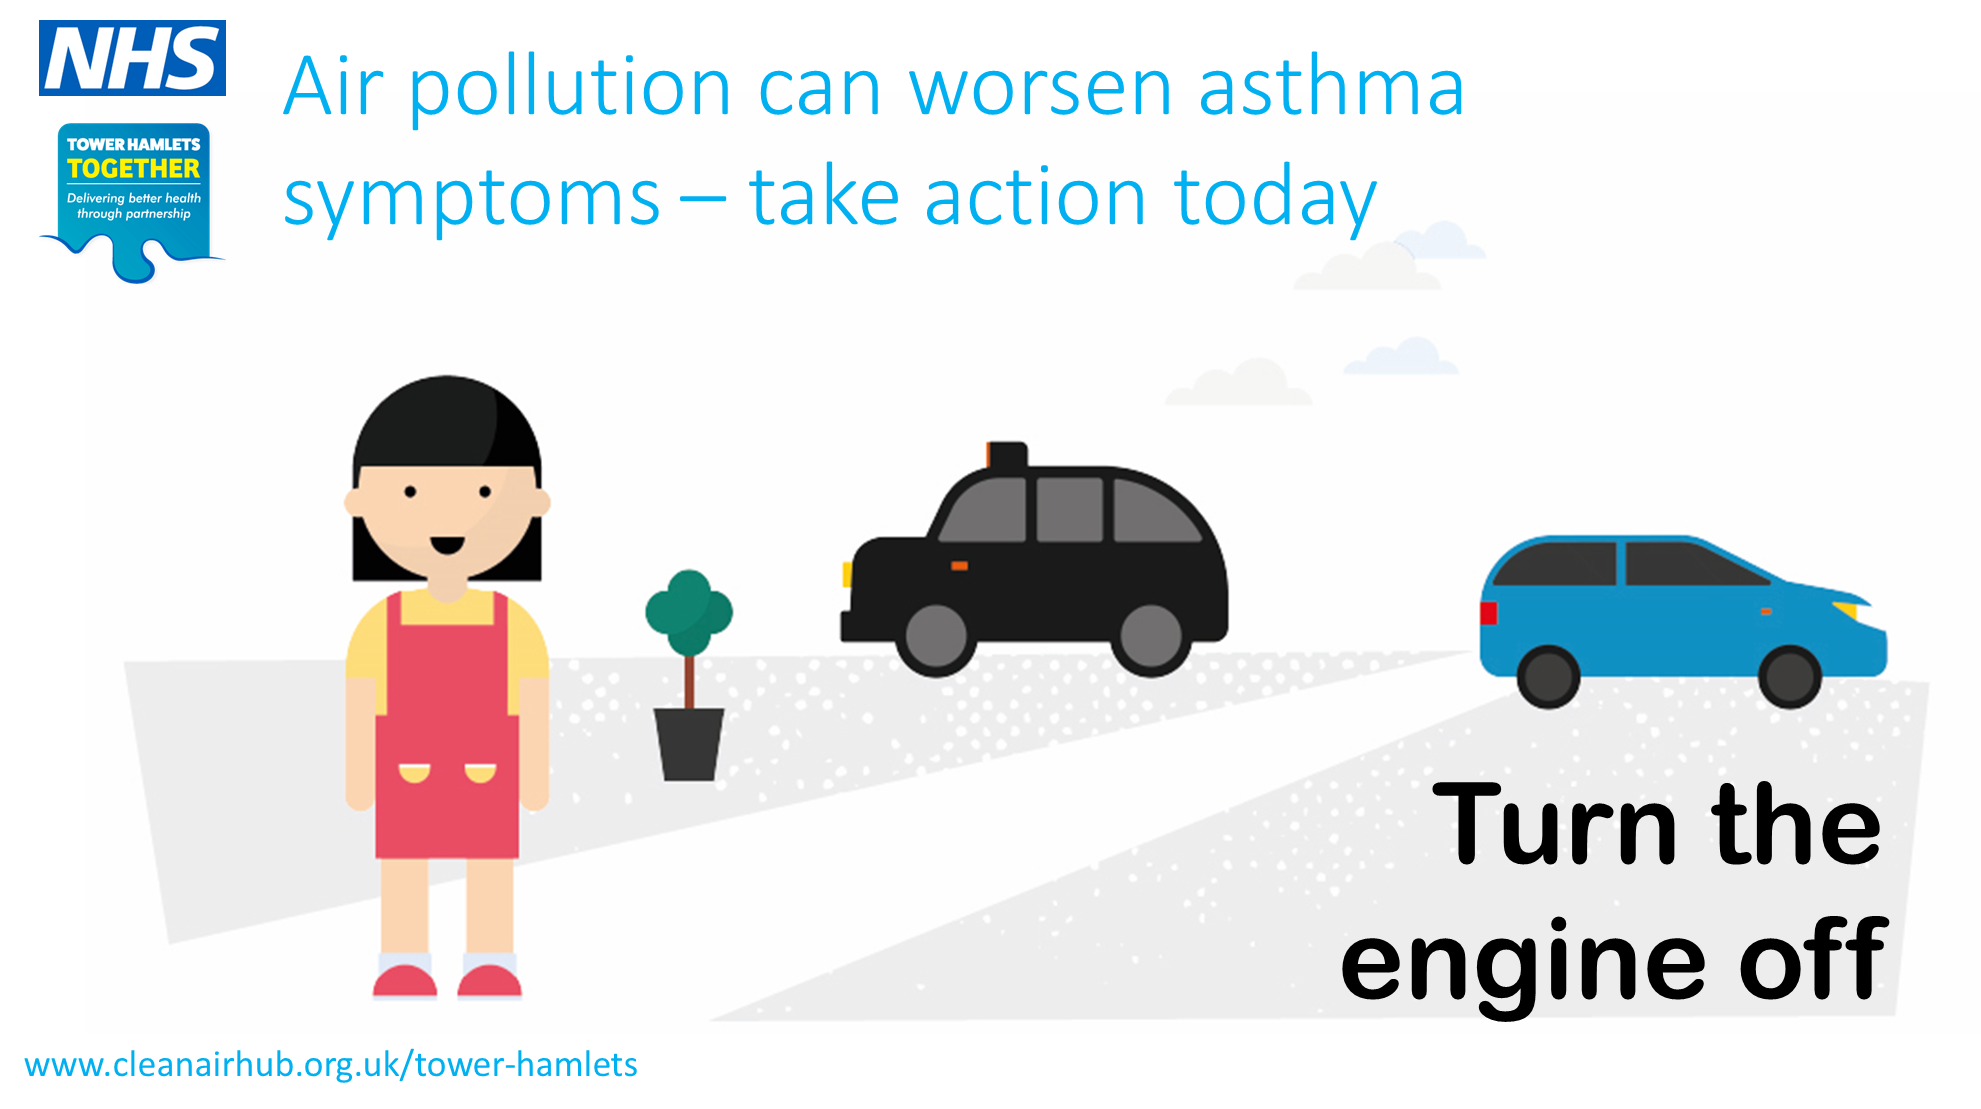 NHS
TOWER HAMLETS
TOGETHER
Delivering better health
through partnership
Air pollution can worsen asthma
symptoms – take action today
Turn the
engine off
www.cleanairhub.org.uk/tower-hamlets